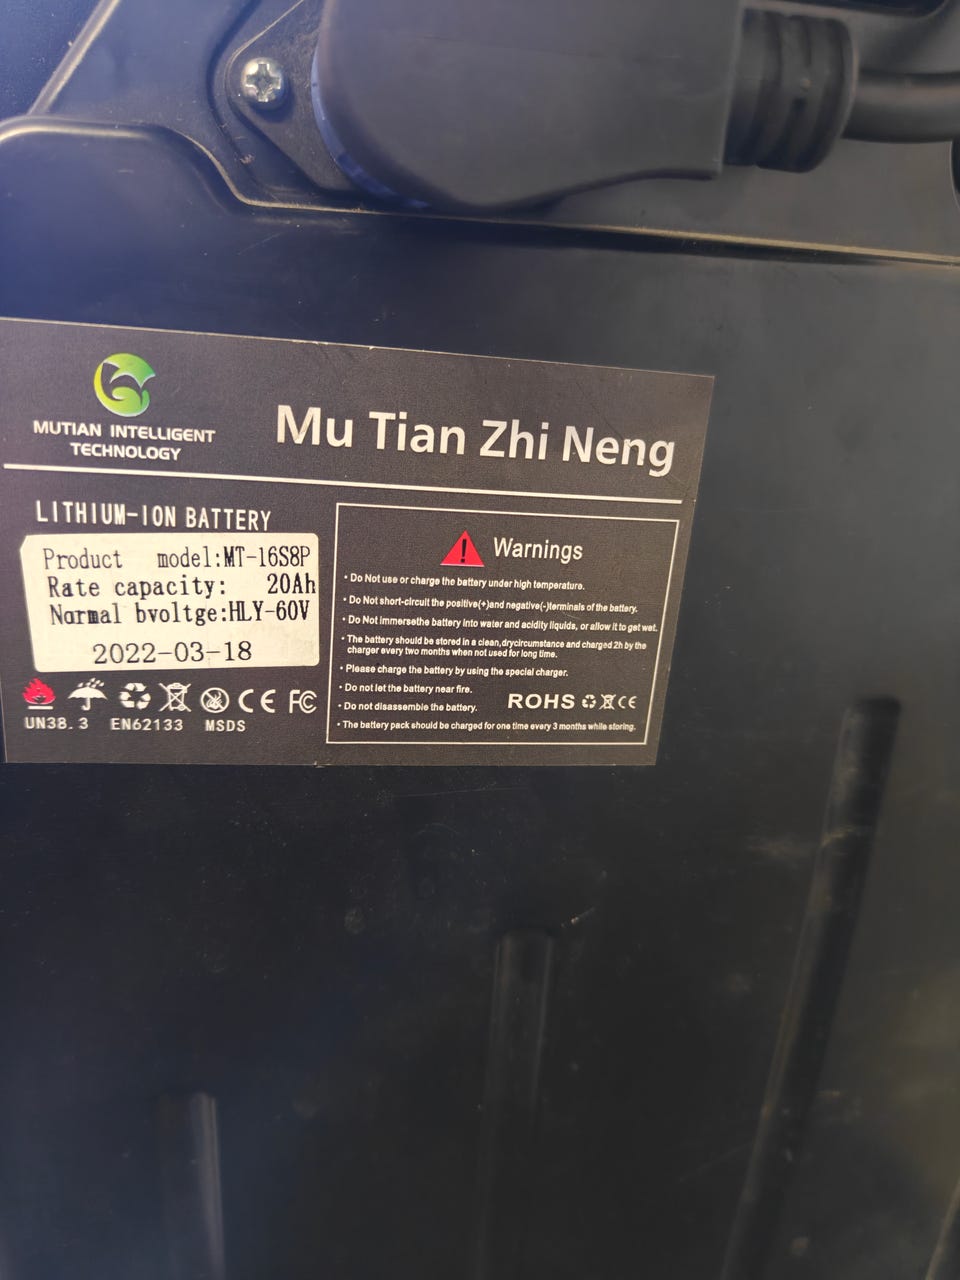 MUTIAN INTELLIGENT
TECHNOLOGY
Mu Tian Zhi Neng
LITHIUM-ION BATTERY
Product model:MT-16S8P
Rate capacity: 20Ah
Normal bvoltge:HLY-60V
2022-03-18
CE FC
UN38.3 EN62133 MSDS
Warnings
• Do Not use or charge the battery under high temperature.
• Do Not short-circuit the positive(+)and negative(-)terminals of the battery.
• Do Not immersethe battery into water and acidity liquids, or allow it to get wet.
• The battery should be stored in a clean,drycircumstance and charged 2h by the
charger every two months when not used for long time.
• Please charge the battery by using the special charger.
• Do not let the battery near fire.
• Do not disassemble the battery.
ROHS CE
• The battery pack should be charged for one time every 3 months while storing.